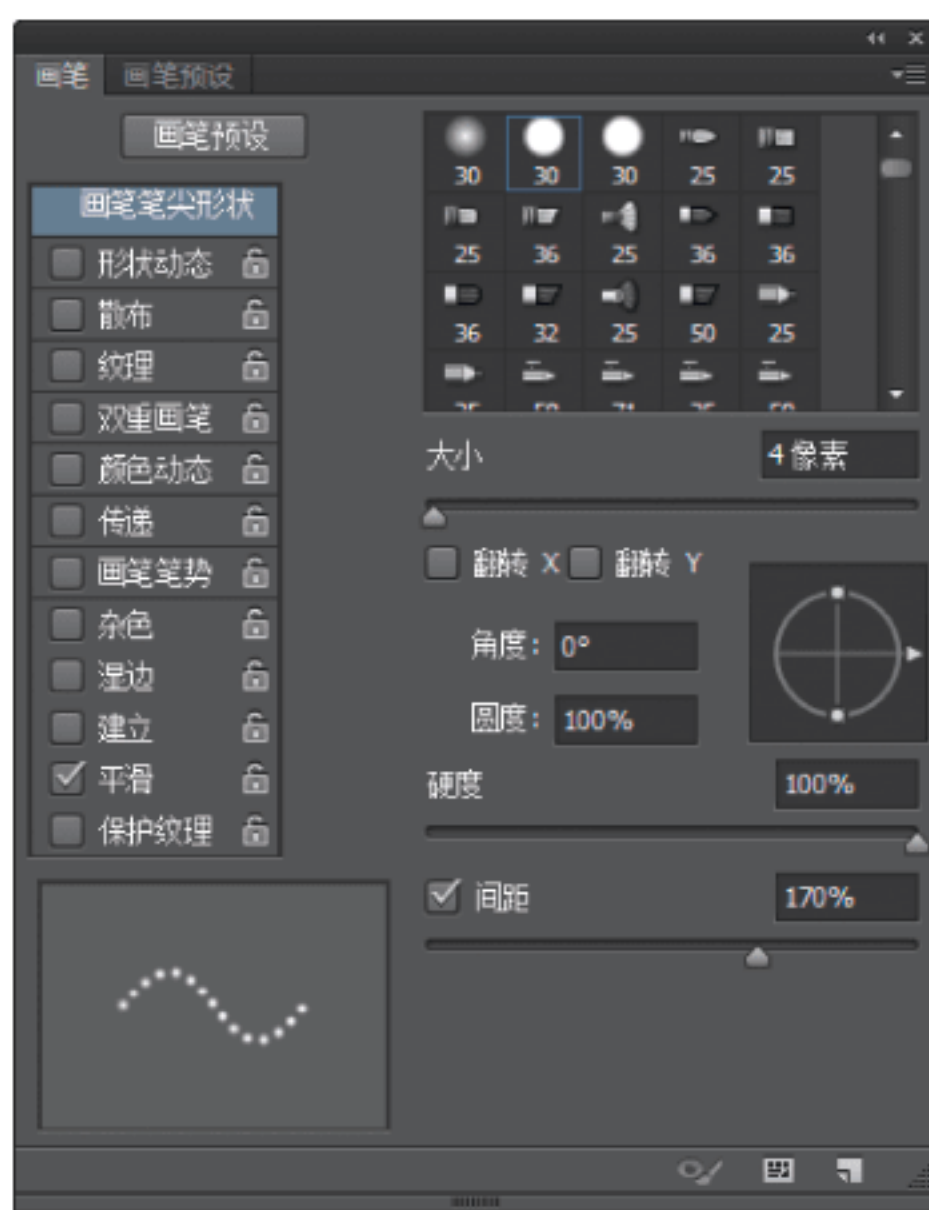 画笔 画笔预设
画笔预设
画笔笔尖形状
形状动态
散布
纹理
双重画笔
颜色动态
传递
画笔笔势
杂色
湿边
建立
平滑
保护纹理
30 30 30 25 25
25 36 25 36 36
36 32 25 50 25
大小 4 像素
翻转 X 翻转 Y
角度: 0°
圆度: 100%
硬度 100%
间距 170%